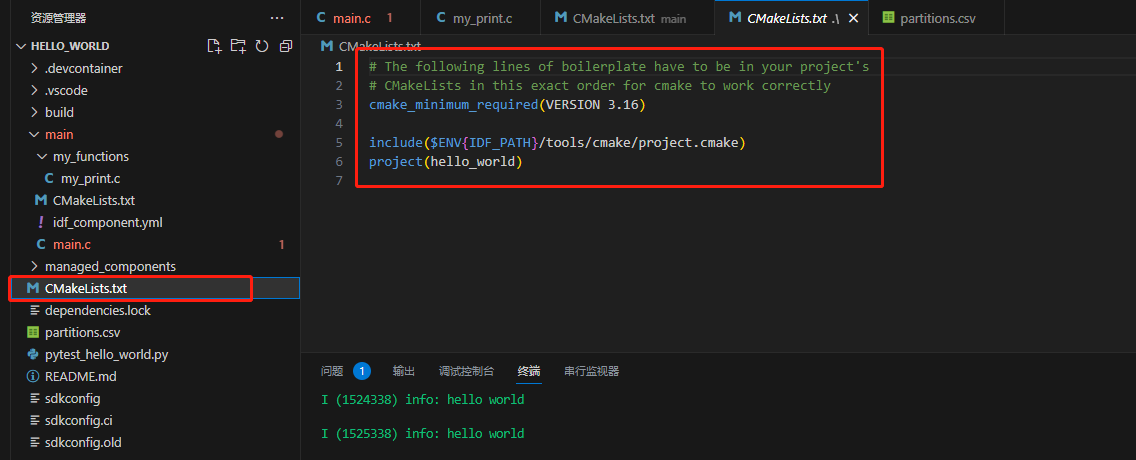 资源管理器
HELLO_WORLD
.devcontainer
.vscode
build
main
my_functions
C my_print.c
M CMakeLists.txt
! idf_component.yml
C main.c 1
managed_components
M CMakeLists.txt
dependencies.lock
partitions.csv
pytest_hello_world.py
README.md
sdkconfig
sdkconfig.ci
sdkconfig.old
C main.c 1
C my_print.c
M CMakeLists.txt main
M CMakeLists.txt .\
partitions.csv
M CMakeLists.txt
1 # The following lines of boilerplate have to be in your project's
2 # CMakeLists in this exact order for cmake to work correctly
3 cmake_minimum_required(VERSION 3.16)
4
5 include($ENV{IDF_PATH}/tools/cmake/project.cmake)
6 project(hello_world)
7
问题 1 输出 调试控制台 终端 串行监视器
I (1524338) info: hello world
I (1525338) info: hello world